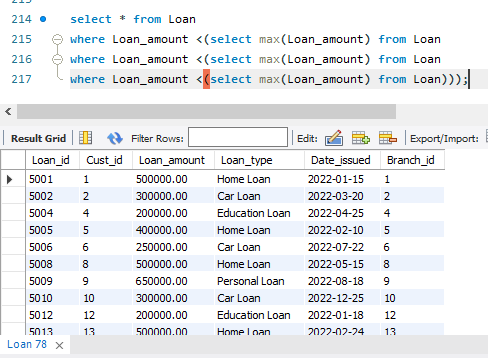 214 select * from Loan
215 where Loan_amount <(select max(Loan_amount) from Loan
216 where Loan_amount <(select max(Loan_amount) from Loan
217 where Loan_amount <(select max(Loan_amount) from Loan)));
Result Grid Filter Rows: Edit: Export/Import:
Loan_id Cust_id Loan_amount Loan_type Date_issued Branch_id
5001 1 500000.00 Home Loan 2022-01-15 1
5002 2 300000.00 Car Loan 2022-03-20 2
5004 4 200000.00 Education Loan 2022-04-25 4
5005 5 400000.00 Home Loan 2022-02-10 5
5006 6 250000.00 Car Loan 2022-07-22 6
5008 8 500000.00 Home Loan 2022-05-15 8
5009 9 650000.00 Personal Loan 2022-08-18 9
5010 10 300000.00 Car Loan 2022-12-25 10
5012 12 200000.00 Education Loan 2022-01-18 12
5013 13 500000.00 Home Loan 2022-02-24 13
Loan 78